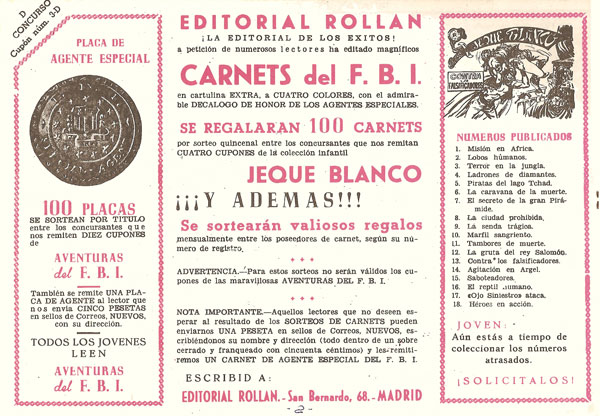 D
CONCURSO
Cupón núm. 3-D
PLACA DE
AGENTE ESPECIAL
100 PLACAS
SE SORTEAN POR TITULO
entre los concursantes que
nos remiten DIEZ CUPONES
de
AVENTURAS
del F. B. I.
También se remite UNA PLA-
CA DE AGENTE al lector que
nos envía CINCO PESETAS
en sellos de Correos, NUEVOS,
con su dirección.
TODOS LOS JOVENES
LEEN
AVENTURAS
del F. B. I.
EDITORIAL ROLLAN
¡LA EDITORIAL DE LOS EXITOS!
a petición de numerosos lectores ha editado magníficos
CARNETS del F. B. I.
en cartulina EXTRA, a CUATRO COLORES, con el admira-
ble DECALOGO DE HONOR DE LOS AGENTES ESPECIALES.
SE REGALARAN 100 CARNETS
por sorteo quincenal entre los concursantes que nos remitan
CUATRO CUPONES de la colección infantil
JEQUE BLANCO
¡¡¡Y ADEMAS!!!
Se sortearán valiosos regalos
mensualmente entre los poseedores de carnet, según su nú-
mero de registro.
ADVERTENCIA.—Para estos sorteos no serán válidos los cu-
pones de las maravillosas AVENTURAS DEL F. B. I.
NOTA IMPORTANTE.—Aquellos lectores que no deseen es-
perar al resultado de los SORTEOS DE CARNETS pueden
enviarnos UNA PESETA en sellos de Correos, NUEVOS, es-
cribiéndonos su nombre y dirección (todo dentro de un sobre
cerrado y franqueado con cincuenta céntimos) y les remiti-
remos UN CARNET DE AGENTE ESPECIAL DEL F. B. I.
ESCRIBID A:
EDITORIAL ROLLAN.-San Bernardo, 68.-MADRID
- 2 -
JEQUE BLANCO
CONTRA LOS
FALSIFICADORES
NUMEROS PUBLICADOS
1. Misión en Africa.
2. Lobos humanos.
3. Terror en la jungla.
4. Ladrones de diamantes.
5. Piratas del lago Tchad.
6. La caravana de la muerte.
7. El secreto de la gran Pirá-
mide.
8. La ciudad prohibida.
9. La senda trágica.
10. Marfil sangriento.
11. Tambores de muerte.
12. La gruta del rey Salomón.
13. Contra los falsificadores.
14. Agitación en Argel.
15. Saboteadores.
16. El reptil humano.
17. «Ojo Siniestro» ataca.
18. Héroes en acción.
JOVEN:
Aún estás a tiempo de
coleccionar los números
atrasados.
¡SOLICITALOS!